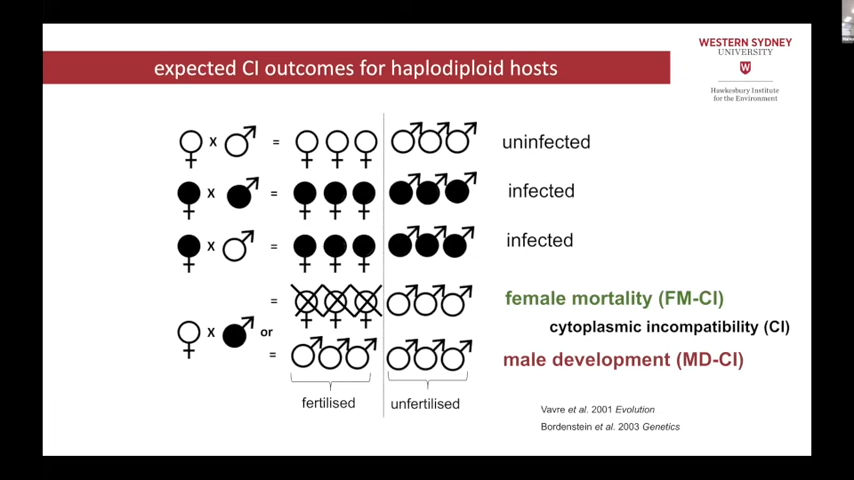 WESTERN SYDNEY
UNIVERSITY
W
Hawkesbury Institute
for the Environment
expected CI outcomes for haplodiploid hosts
♀ x ♂ = ♀ ♀ ♀ ♂ ♂ ♂ uninfected
♀ x ♂ = ♀ ♀ ♀ ♂ ♂ ♂ infected
♀ x ♂ = ♀ ♀ ♀ ♂ ♂ ♂ infected
= ♀ ♀ ♀ ♂ ♂ ♂ female mortality (FM-CI)
♀ x ♂ or cytoplasmic incompatibility (CI)
= ♂ ♂ ♂ ♂ ♂ ♂ male development (MD-CI)
fertilised unfertilised
Vavre et al. 2001 Evolution
Bordenstein et al. 2003 Genetics